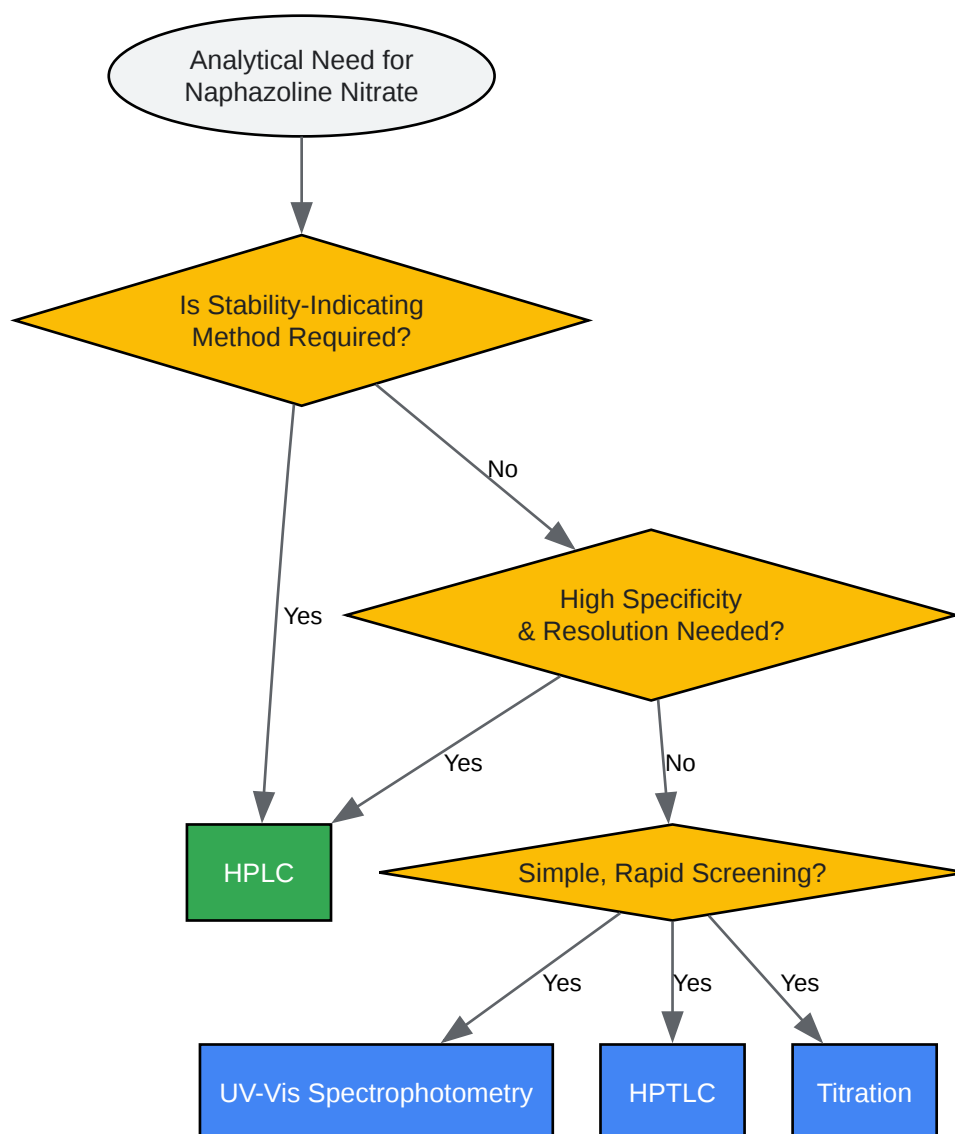 Analytical Need for
Naphazoline Nitrate
Is Stability-Indicating
Method Required?
No
High Specificity
& Resolution Needed?
Yes
Yes
No
HPLC
Simple, Rapid Screening?
Yes
Yes
Yes
UV-Vis Spectrophotometry
HPTLC
Titration